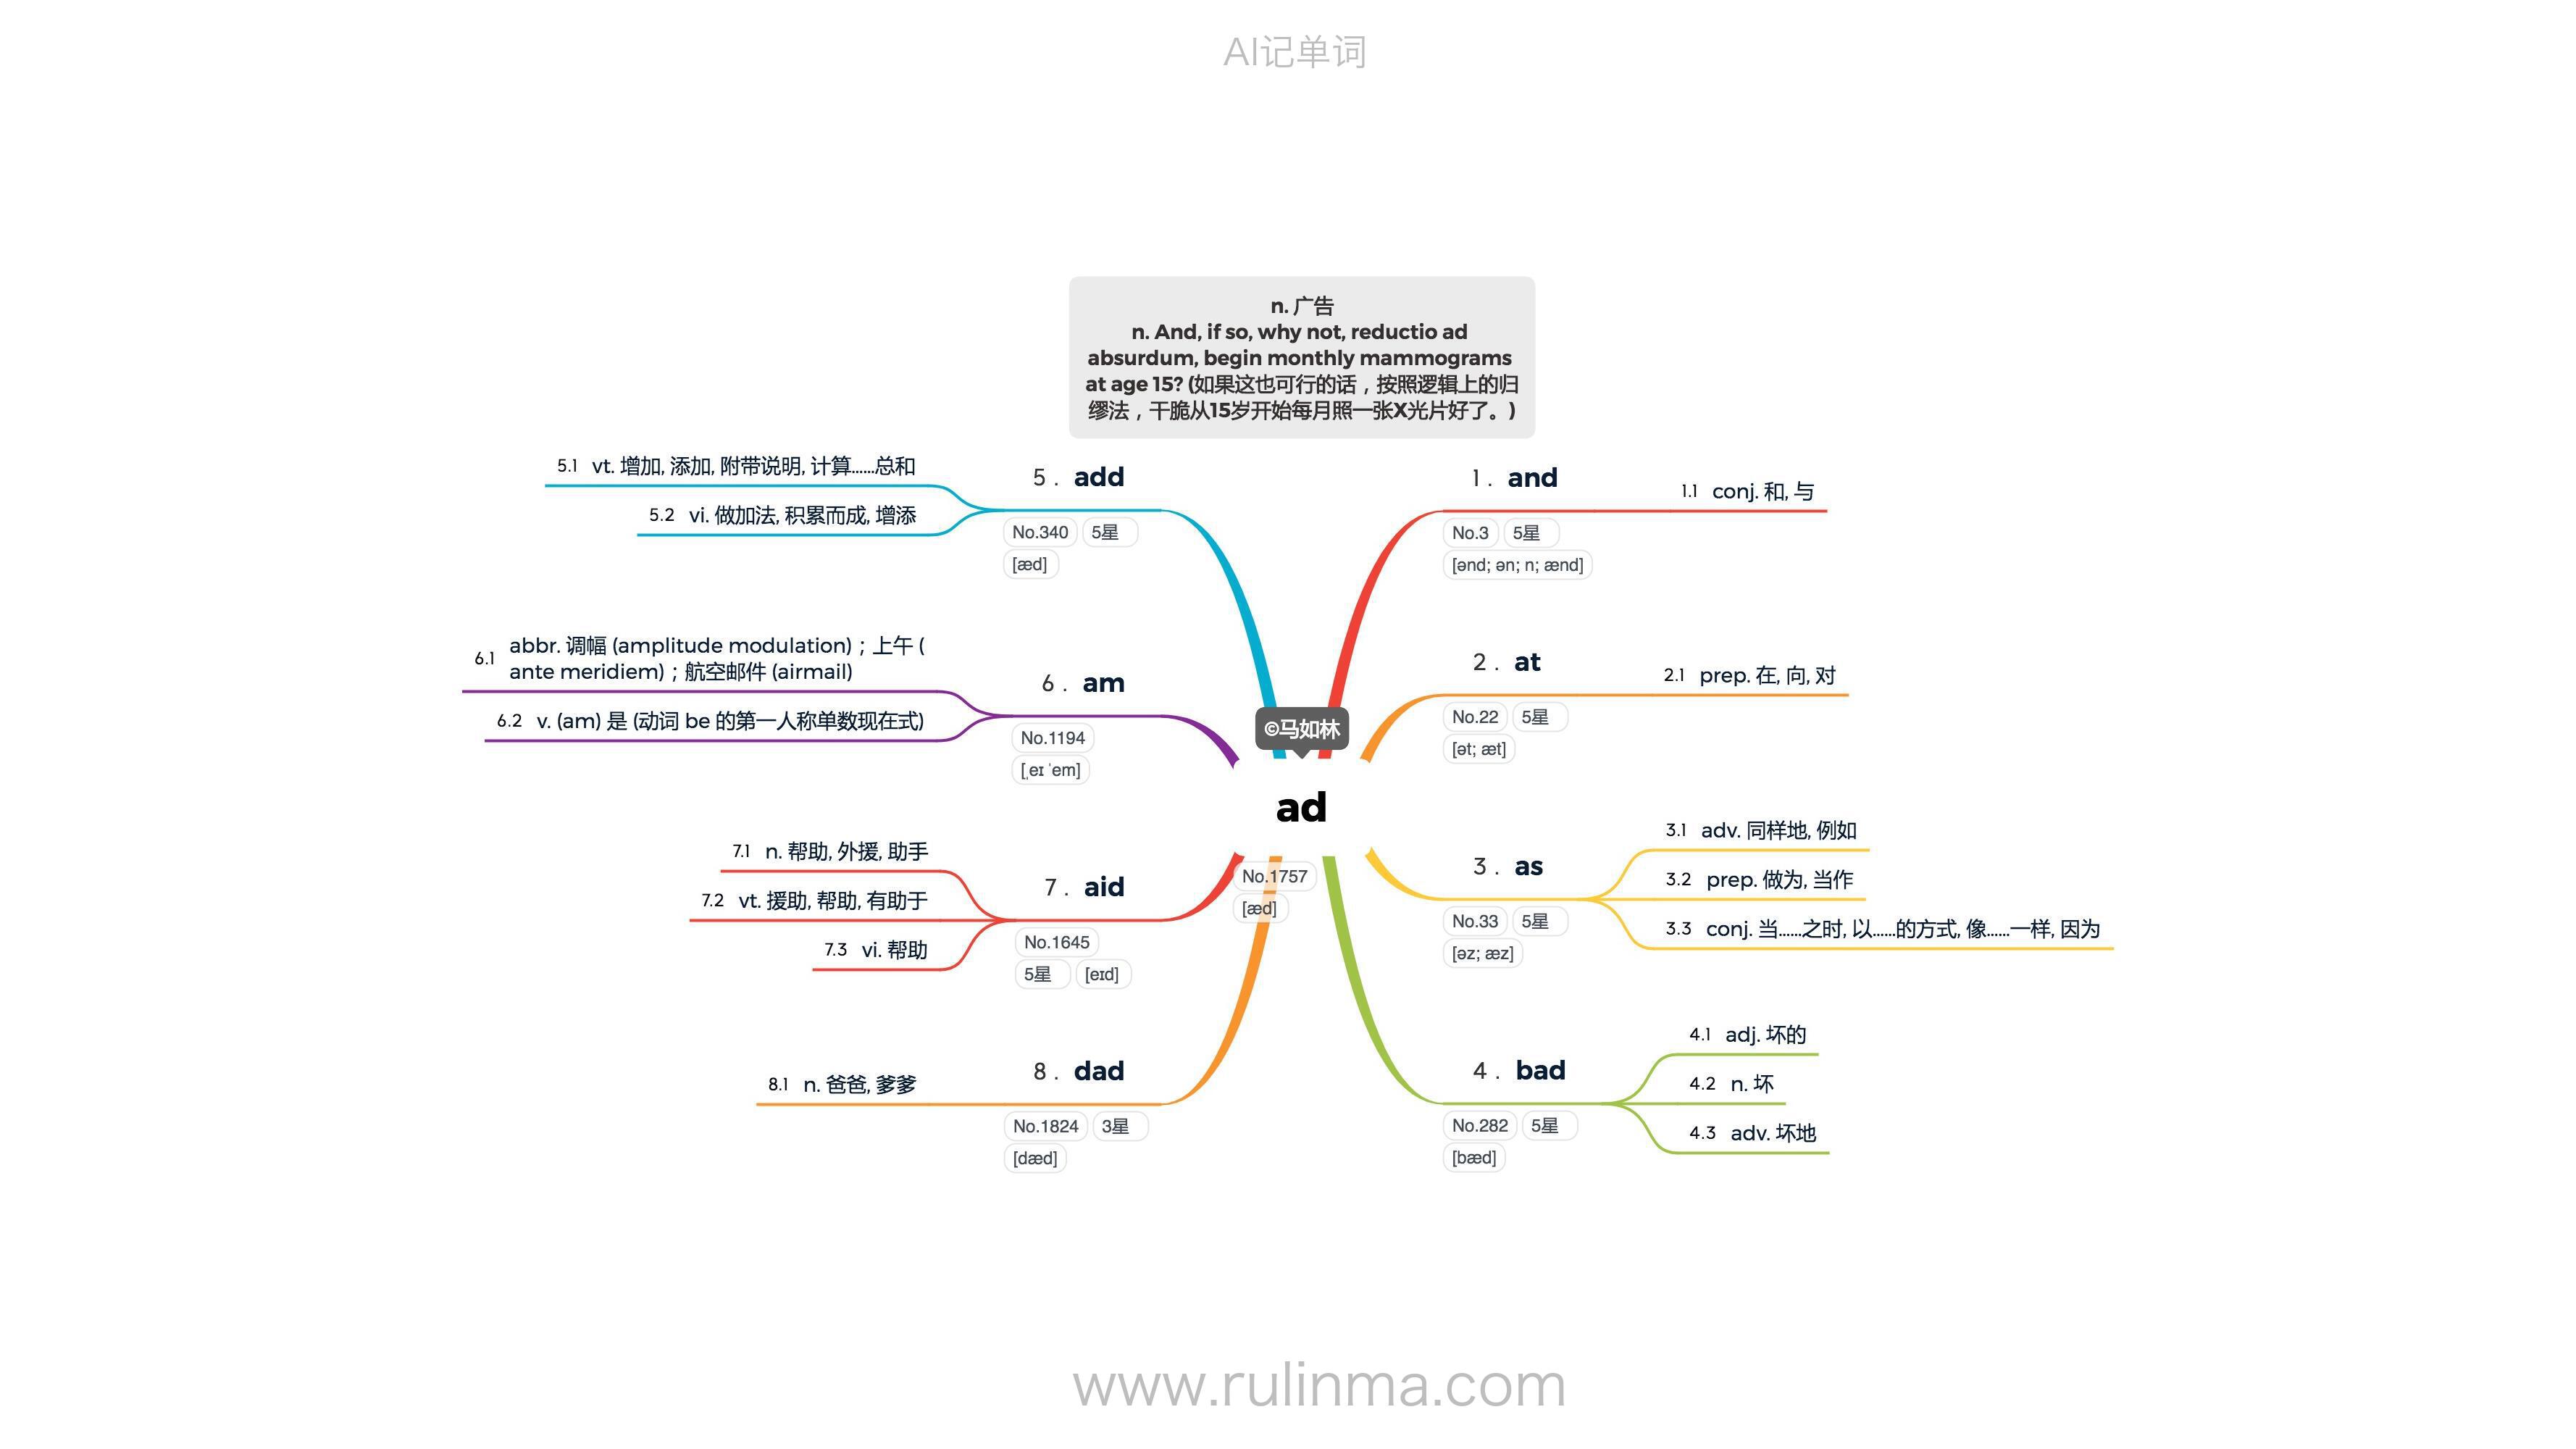 AI记单词
n. 广告
n. And, if so, why not, reductio ad
absurdum, begin monthly mammograms
at age 15? (如果这也可行的话，按照逻辑上的归
缪法，干脆从15岁开始每月照一张X光片好了。)
©马如林
ad
No.1757
[æd]
1. and
No.3 5星
[ənd; ən; n; ænd]
1.1 conj. 和, 与
2. at
No.22 5星
[ət; æt]
2.1 prep. 在, 向, 对
3. as
No.33 5星
[əz; æz]
3.1 adv. 同样地, 例如
3.2 prep. 做为, 当作
3.3 conj. 当……之时, 以……的方式, 像……一样, 因为
4. bad
No.282 5星
[bæd]
4.1 adj. 坏的
4.2 n. 坏
4.3 adv. 坏地
5. add
No.340 5星
[æd]
5.1 vt. 增加, 添加, 附带说明, 计算……总和
5.2 vi. 做加法, 积累而成, 增添
6. am
No.1194
[ˌeɪ ˈem]
6.1 abbr. 调幅 (amplitude modulation)；上午 (
ante meridiem)；航空邮件 (airmail)
6.2 v. (am) 是 (动词 be 的第一人称单数现在式)
7. aid
No.1645
5星 [eɪd]
7.1 n. 帮助, 外援, 助手
7.2 vt. 援助, 帮助, 有助于
7.3 vi. 帮助
8. dad
No.1824 3星
[dæd]
8.1 n. 爸爸, 爹爹
www.rulinma.com